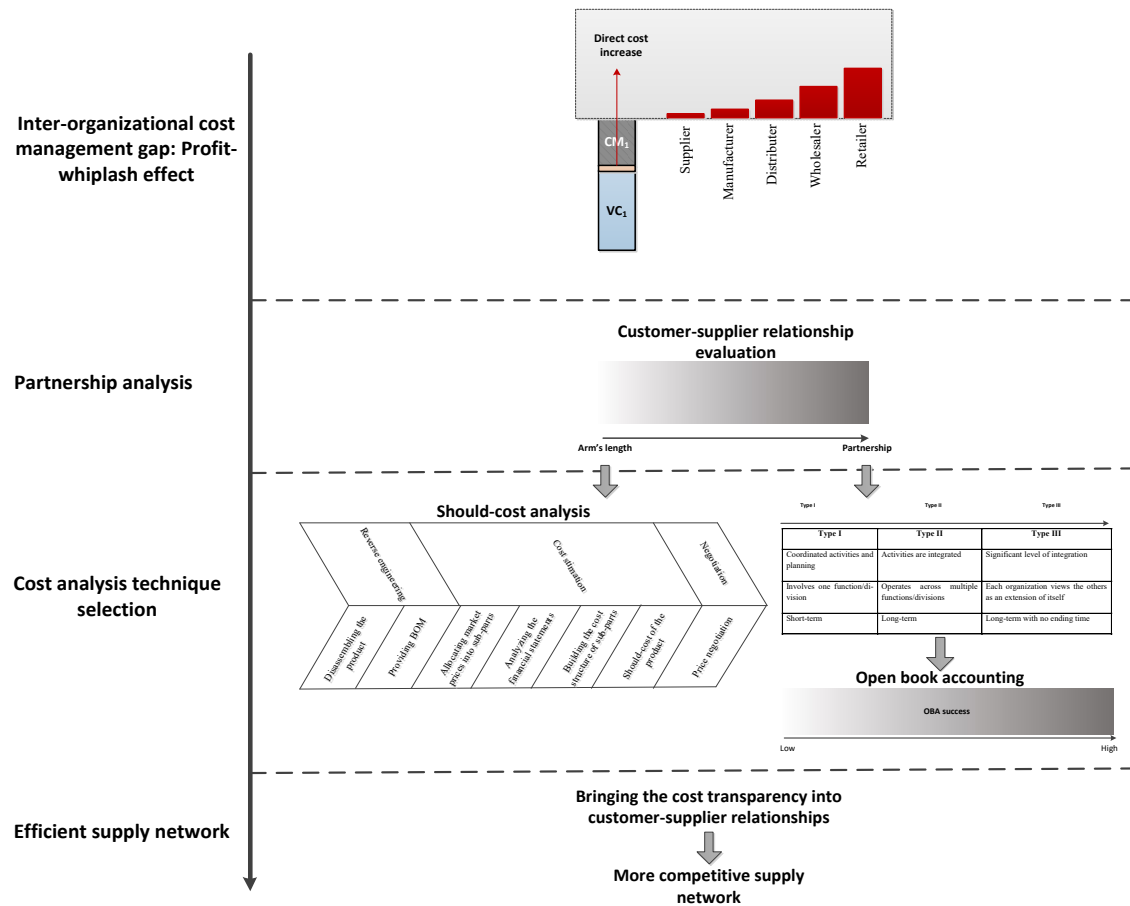 Direct cost
increase
Inter-organizational cost
management gap: Profit-
whiplash effect
CM1
VC1
Supplier
Manufacturer
Distributer
Wholesaler
Retailer
Customer-supplier relationship
evaluation
Partnership analysis
Arm's length
Partnership
Should-cost analysis
Reverse
engineering
Cost stimation
Negotiation
Disassembling the
product
Providing BOM
Allocating market
prices into sub-parts
Analyzing the
financial statements
Building the cost
structure of sub-parts
Should-cost of the
product
Price negotiation
Cost analysis technique
selection
Type I
Type II
Type III
Type I
Type II
Type III
Coordinated activities and
planning
Activities are integrated
Significant level of integration
Involves one function/di-
vision
Operates across multiple
functions/divisions
Each organization views the others
as an extension of itself
Short-term
Long-term
Long-term with no ending time
Open book accounting
OBA success
Low
High
Efficient supply network
Bringing the cost transparency into
customer-supplier relationships
More competitive supply
network